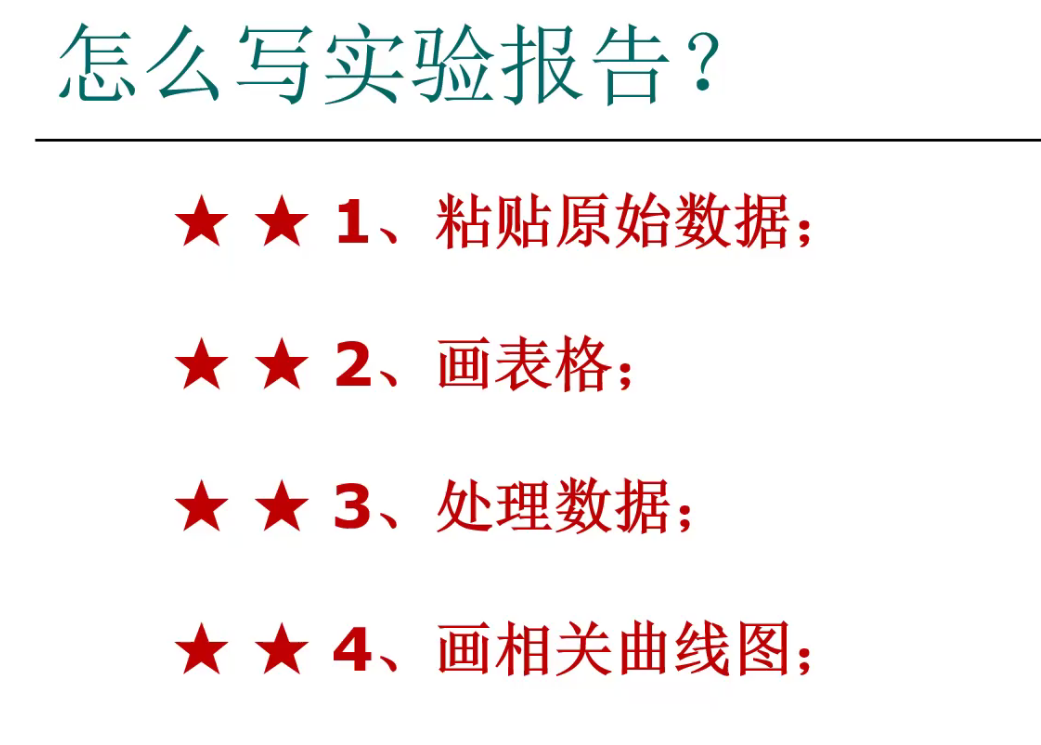 怎么写实验报告？
★ ★ 1、粘贴原始数据；
★ ★ 2、画表格；
★ ★ 3、处理数据；
★ ★ 4、画相关曲线图；